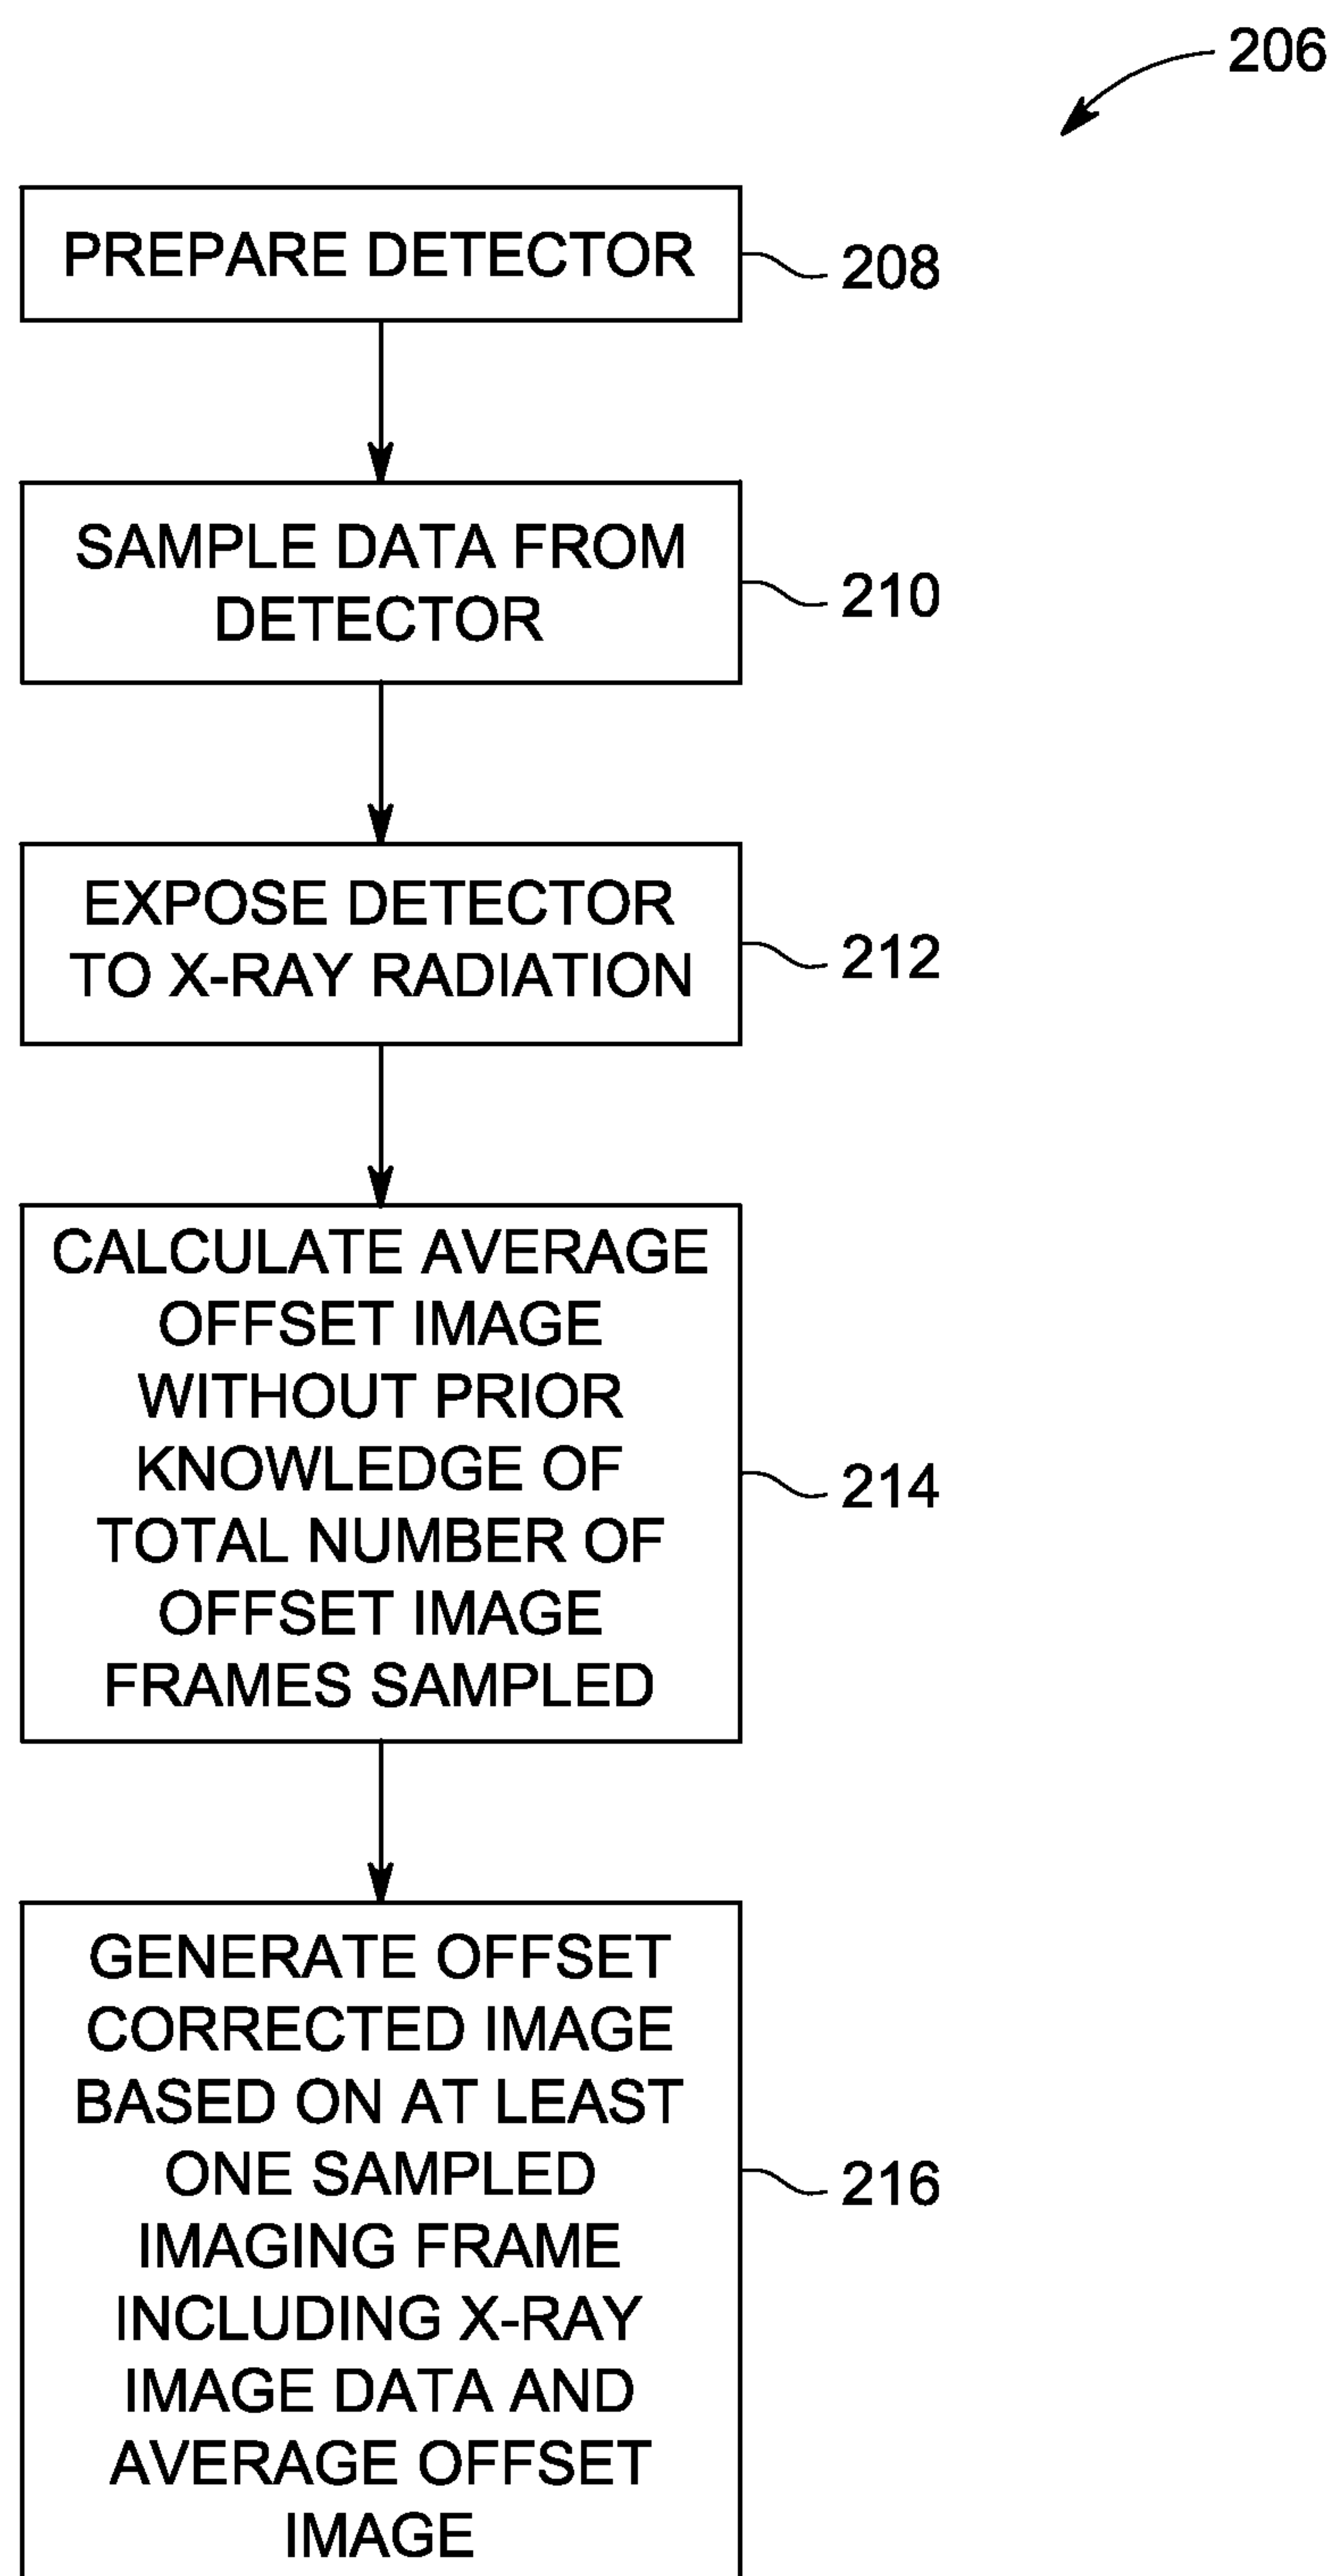 206
PREPARE DETECTOR
208
SAMPLE DATA FROM
DETECTOR
210
EXPOSE DETECTOR
TO X-RAY RADIATION
212
CALCULATE AVERAGE
OFFSET IMAGE
WITHOUT PRIOR
KNOWLEDGE OF
TOTAL NUMBER OF
OFFSET IMAGE
FRAMES SAMPLED
214
GENERATE OFFSET
CORRECTED IMAGE
BASED ON AT LEAST
ONE SAMPLED
IMAGING FRAME
INCLUDING X-RAY
IMAGE DATA AND
AVERAGE OFFSET
IMAGE
216